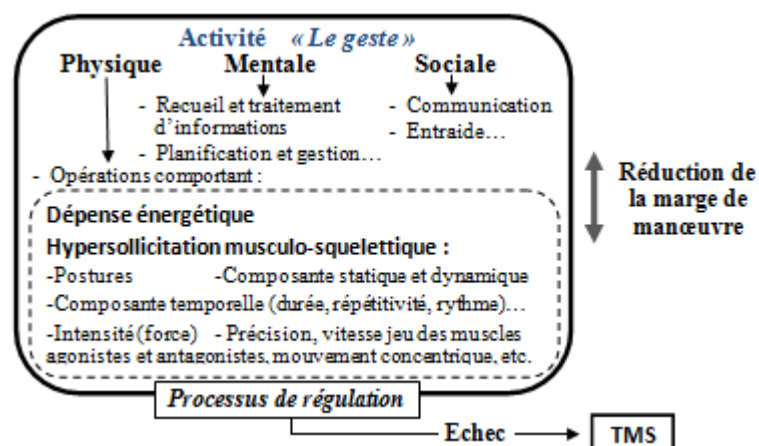 Activité « Le geste »
Physique Mentale Sociale
- Recueil et traitement
d’informations
- Planification et gestion…
- Communication
- Entraide…
- Opérations comportant :
Dépense énergétique
Hypersollicitation musculo-squelettique :
-Postures -Composante statique et dynamique
-Composante temporelle (durée, répétitivité, rythme)…
-Intensité (force) - Précision, vitesse jeu des muscles
agonistes et antagonistes, mouvement concentrique, etc.
Réduction de
la marge de
manœuvre
Processus de régulation
Echec
TMS